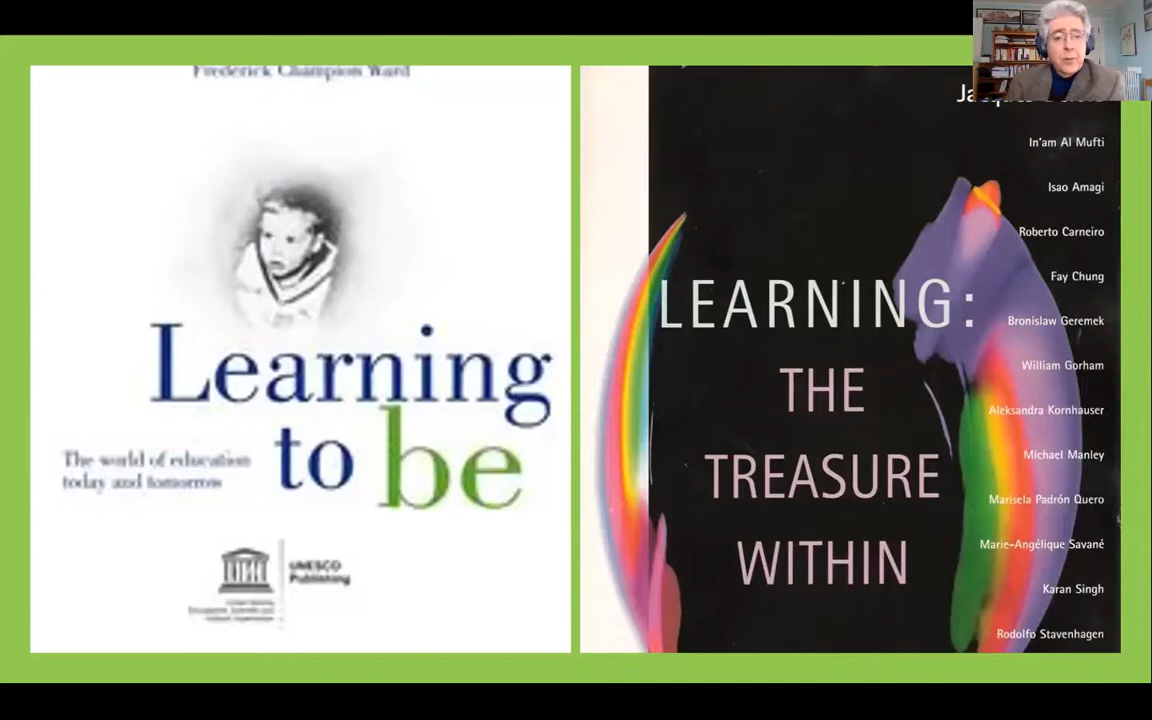 Frederick Champion Ward
Learning
to be
The world of education
today and tomorrow
UNESCO
Publishing
LEARNING:
THE
TREASURE
WITHIN
In'am Al Mufti
Isao Amagi
Roberto Carneiro
Fay Chung
Bronislaw Geremek
William Gorham
Aleksandra Kornhauser
Michael Manley
Marisela Padrón Quero
Marie-Angélique Savané
Karan Singh
Rodolfo Stavenhagen